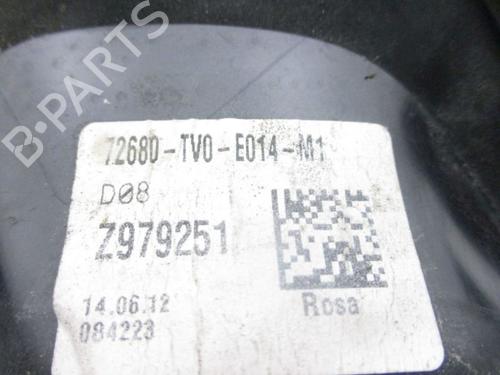 72680-TV0-E014-M1
D08
Z979251
14.06.12
084223
Rosa
B-PARTS